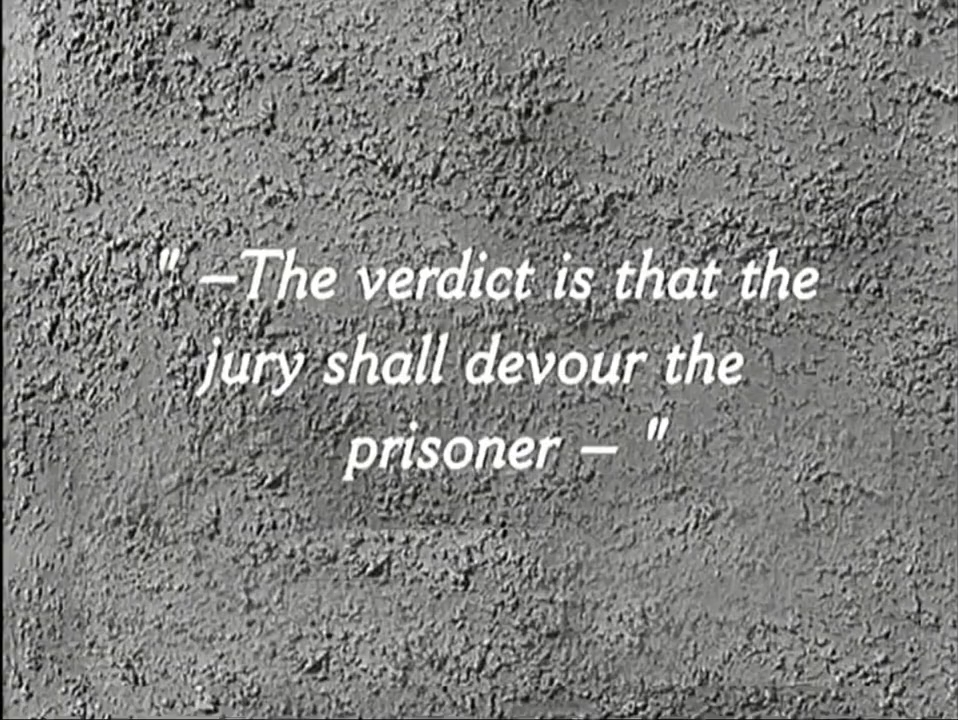 " —The verdict is that the
jury shall devour the
prisoner — "